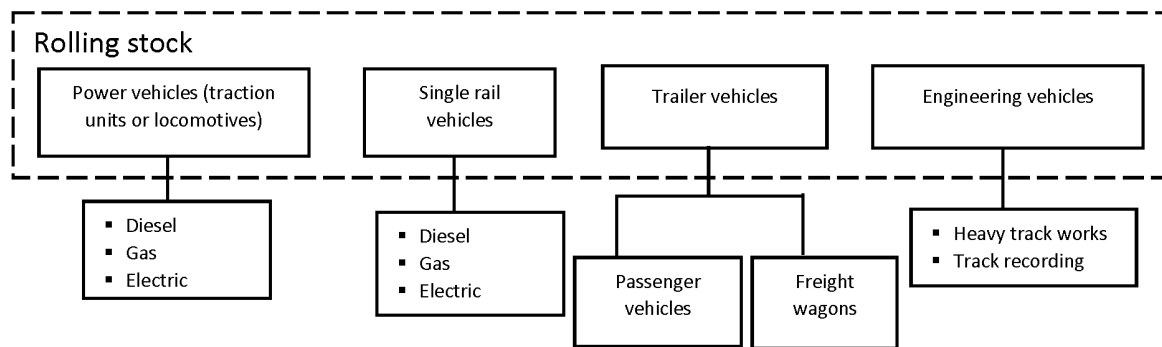 Rolling stock
Power vehicles (traction
units or locomotives)
Single rail
vehicles
Trailer vehicles
Engineering vehicles
▪ Diesel
▪ Gas
▪ Electric
▪ Diesel
▪ Gas
▪ Electric
Passenger
vehicles
Freight
wagons
▪ Heavy track works
▪ Track recording